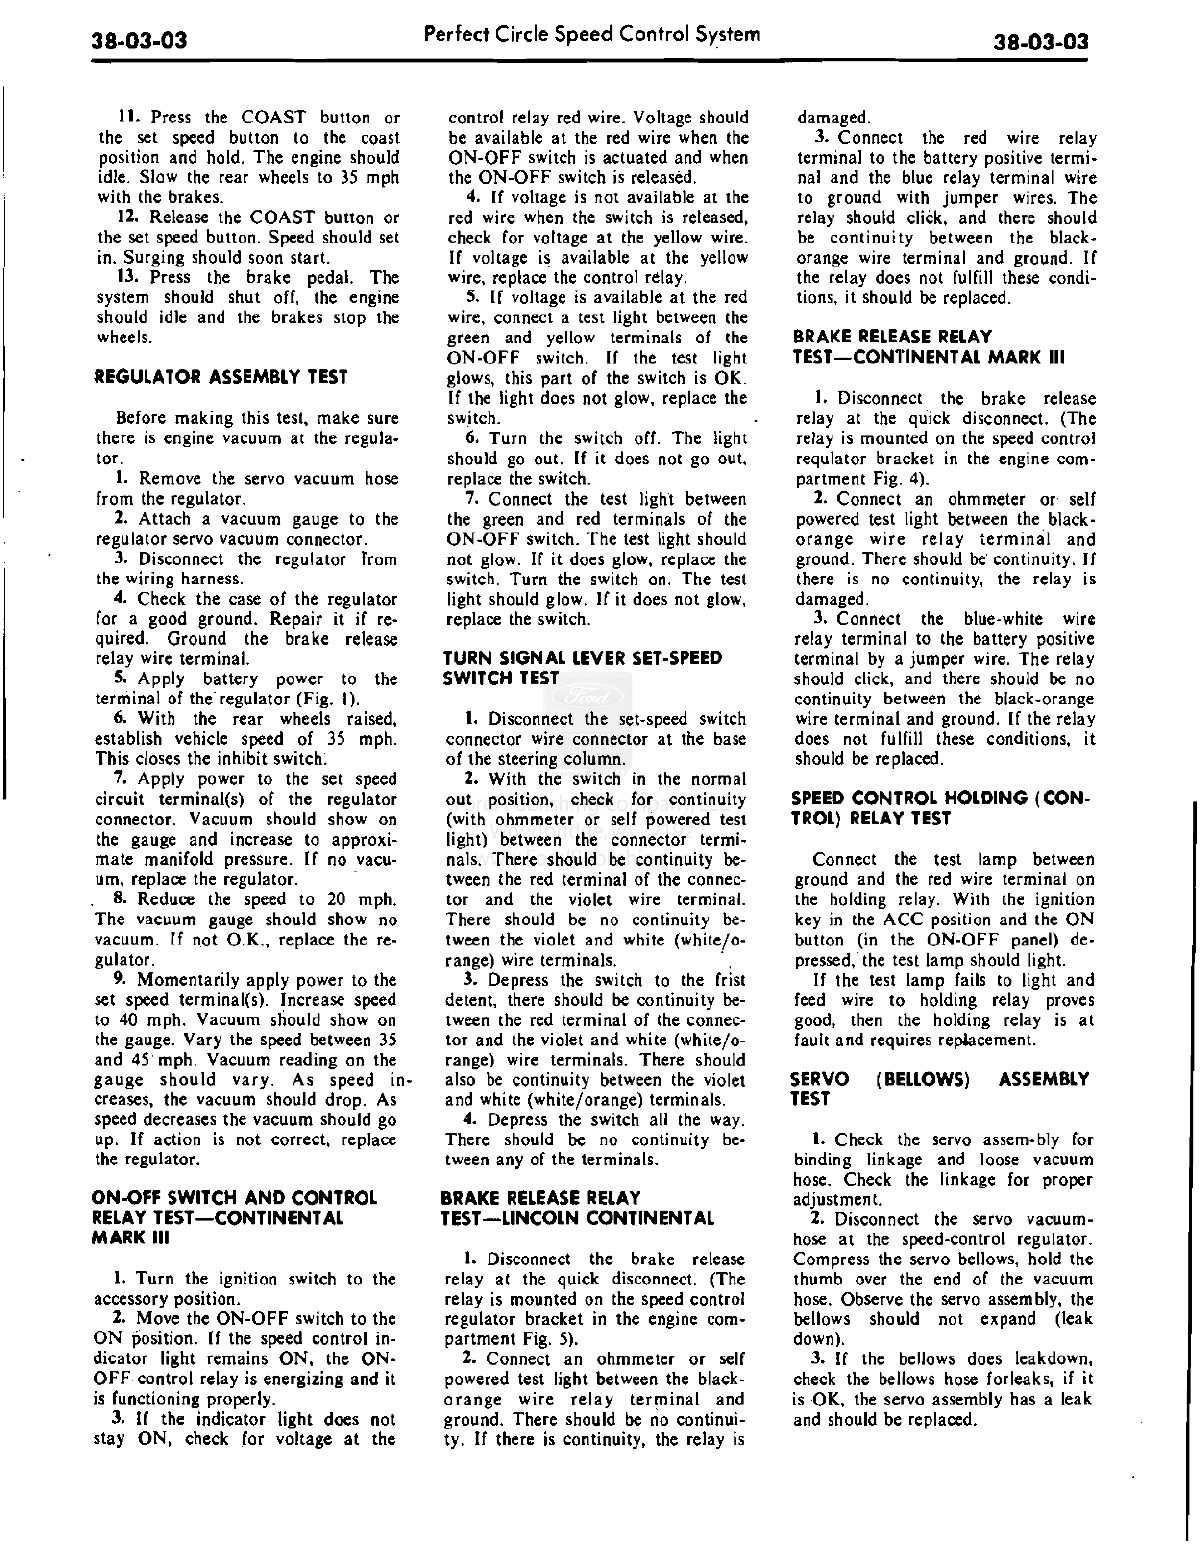 38-03-03
Perfect Circle Speed Control System
38-03-03
11. Press the COAST button or
the set speed button to the coast
position and hold. The engine should
idle. Slow the rear wheels to 35 mph
with the brakes.
12. Release the COAST button or
the set speed button. Speed should set
in. Surging should soon start.
13. Press the brake pedal. The
system should shut off, the engine
should idle and the brakes stop the
wheels.
REGULATOR ASSEMBLY TEST
Before making this test, make sure
there is engine vacuum at the regula-
tor.
1. Remove the servo vacuum hose
from the regulator.
2. Attach a vacuum gauge to the
regulator servo vacuum connector.
3. Disconnect the regulator from
the wiring harness.
4. Check the case of the regulator
for a good ground. Repair it if re-
quired. Ground the brake release
relay wire terminal.
5. Apply battery power to the
terminal of the regulator (Fig. 1).
6. With the rear wheels raised,
establish vehicle speed of 35 mph.
This closes the inhibit switch.
7. Apply power to the set speed
circuit terminal(s) of the regulator
connector. Vacuum should show on
the gauge and increase to approxi-
mate manifold pressure. If no vacu-
um, replace the regulator.
8. Reduce the speed to 20 mph.
The vacuum gauge should show no
vacuum. If not O.K., replace the re-
gulator.
9. Momentarily apply power to the
set speed terminal(s). Increase speed
to 40 mph. Vacuum should show on
the gauge. Vary the speed between 35
and 45 mph. Vacuum reading on the
gauge should vary. As speed in-
creases, the vacuum should drop. As
speed decreases the vacuum should go
up. If action is not correct, replace
the regulator.
ON-OFF SWITCH AND CONTROL
RELAY TEST—CONTINENTAL
MARK III
1. Turn the ignition switch to the
accessory position.
2. Move the ON-OFF switch to the
ON position. If the speed control in-
dicator light remains ON, the ON-
OFF control relay is energizing and it
is functioning properly.
3. If the indicator light does not
stay ON, check for voltage at the
control relay red wire. Voltage should
be available at the red wire when the
ON-OFF switch is actuated and when
the ON-OFF switch is released.
4. If voltage is not available at the
red wire when the switch is released,
check for voltage at the yellow wire.
If voltage is available at the yellow
wire, replace the control relay.
5. If voltage is available at the red
wire, connect a test light between the
green and yellow terminals of the
ON-OFF switch. If the test light
glows, this part of the switch is OK.
If the light does not glow, replace the
switch.
6. Turn the switch off. The light
should go out. If it does not go out,
replace the switch.
7. Connect the test light between
the green and red terminals of the
ON-OFF switch. The test light should
not glow. If it does glow, replace the
switch. Turn the switch on. The test
light should glow. If it does not glow,
replace the switch.
TURN SIGNAL LEVER SET-SPEED
SWITCH TEST
1. Disconnect the set-speed switch
connector wire connector at the base
of the steering column.
2. With the switch in the normal
out position, check for continuity
(with ohmmeter or self powered test
light) between the connector termi-
nals. There should be continuity be-
tween the red terminal of the connec-
tor and the violet wire terminal.
There should be no continuity be-
tween the violet and white (white/o-
range) wire terminals.
3. Depress the switch to the frist
detent, there should be continuity be-
tween the red terminal of the connec-
tor and the violet and white (white/o-
range) wire terminals. There should
also be continuity between the violet
and white (white/orange) terminals.
4. Depress the switch all the way.
There should be no continuity be-
tween any of the terminals.
BRAKE RELEASE RELAY
TEST—LINCOLN CONTINENTAL
1. Disconnect the brake release
relay at the quick disconnect. (The
relay is mounted on the speed control
regulator bracket in the engine com-
partment Fig. 5).
2. Connect an ohmmeter or self
powered test light between the black-
orange wire relay terminal and
ground. There should be no continui-
ty. If there is continuity, the relay is
damaged.
3. Connect the red wire relay
terminal to the battery positive termi-
nal and the blue relay terminal wire
to ground with jumper wires. The
relay should click, and there should
be continuity between the black-
orange wire terminal and ground. If
the relay does not fulfill these condi-
tions, it should be replaced.
BRAKE RELEASE RELAY
TEST—CONTINENTAL MARK III
1. Disconnect the brake release
relay at the quick disconnect. (The
relay is mounted on the speed control
requlator bracket in the engine com-
partment Fig. 4).
2. Connect an ohmmeter or self
powered test light between the black-
orange wire relay terminal and
ground. There should be continuity. If
there is no continuity, the relay is
damaged.
3. Connect the blue-white wire
relay terminal to the battery positive
terminal by a jumper wire. The relay
should click, and there should be no
continuity between the black-orange
wire terminal and ground. If the relay
does not fulfill these conditions, it
should be replaced.
SPEED CONTROL HOLDING (CON-
TROL) RELAY TEST
Connect the test lamp between
ground and the red wire terminal on
the holding relay. With the ignition
key in the ACC position and the ON
button (in the ON-OFF panel) de-
pressed, the test lamp should light.
If the test lamp fails to light and
feed wire to holding relay proves
good, then the holding relay is at
fault and requires replacement.
SERVO (BELLOWS) ASSEMBLY
TEST
1. Check the servo assem-bly for
binding linkage and loose vacuum
hose. Check the linkage for proper
adjustment.
2. Disconnect the servo vacuum-
hose at the speed-control regulator.
Compress the servo bellows, hold the
thumb over the end of the vacuum
hose. Observe the servo assembly, the
bellows should not expand (leak
down).
3. If the bellows does leakdown,
check the bellows hose forleaks, if it
is OK, the servo assembly has a leak
and should be replaced.